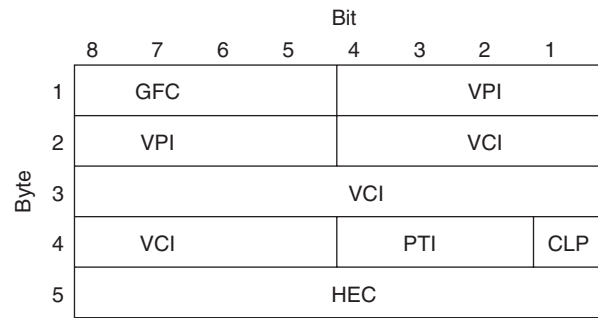 Bit
8 7 6 5 4 3 2 1
1 GFC VPI
2 VPI VCI
Byte
3 VCI
4 VCI PTI CLP
5 HEC